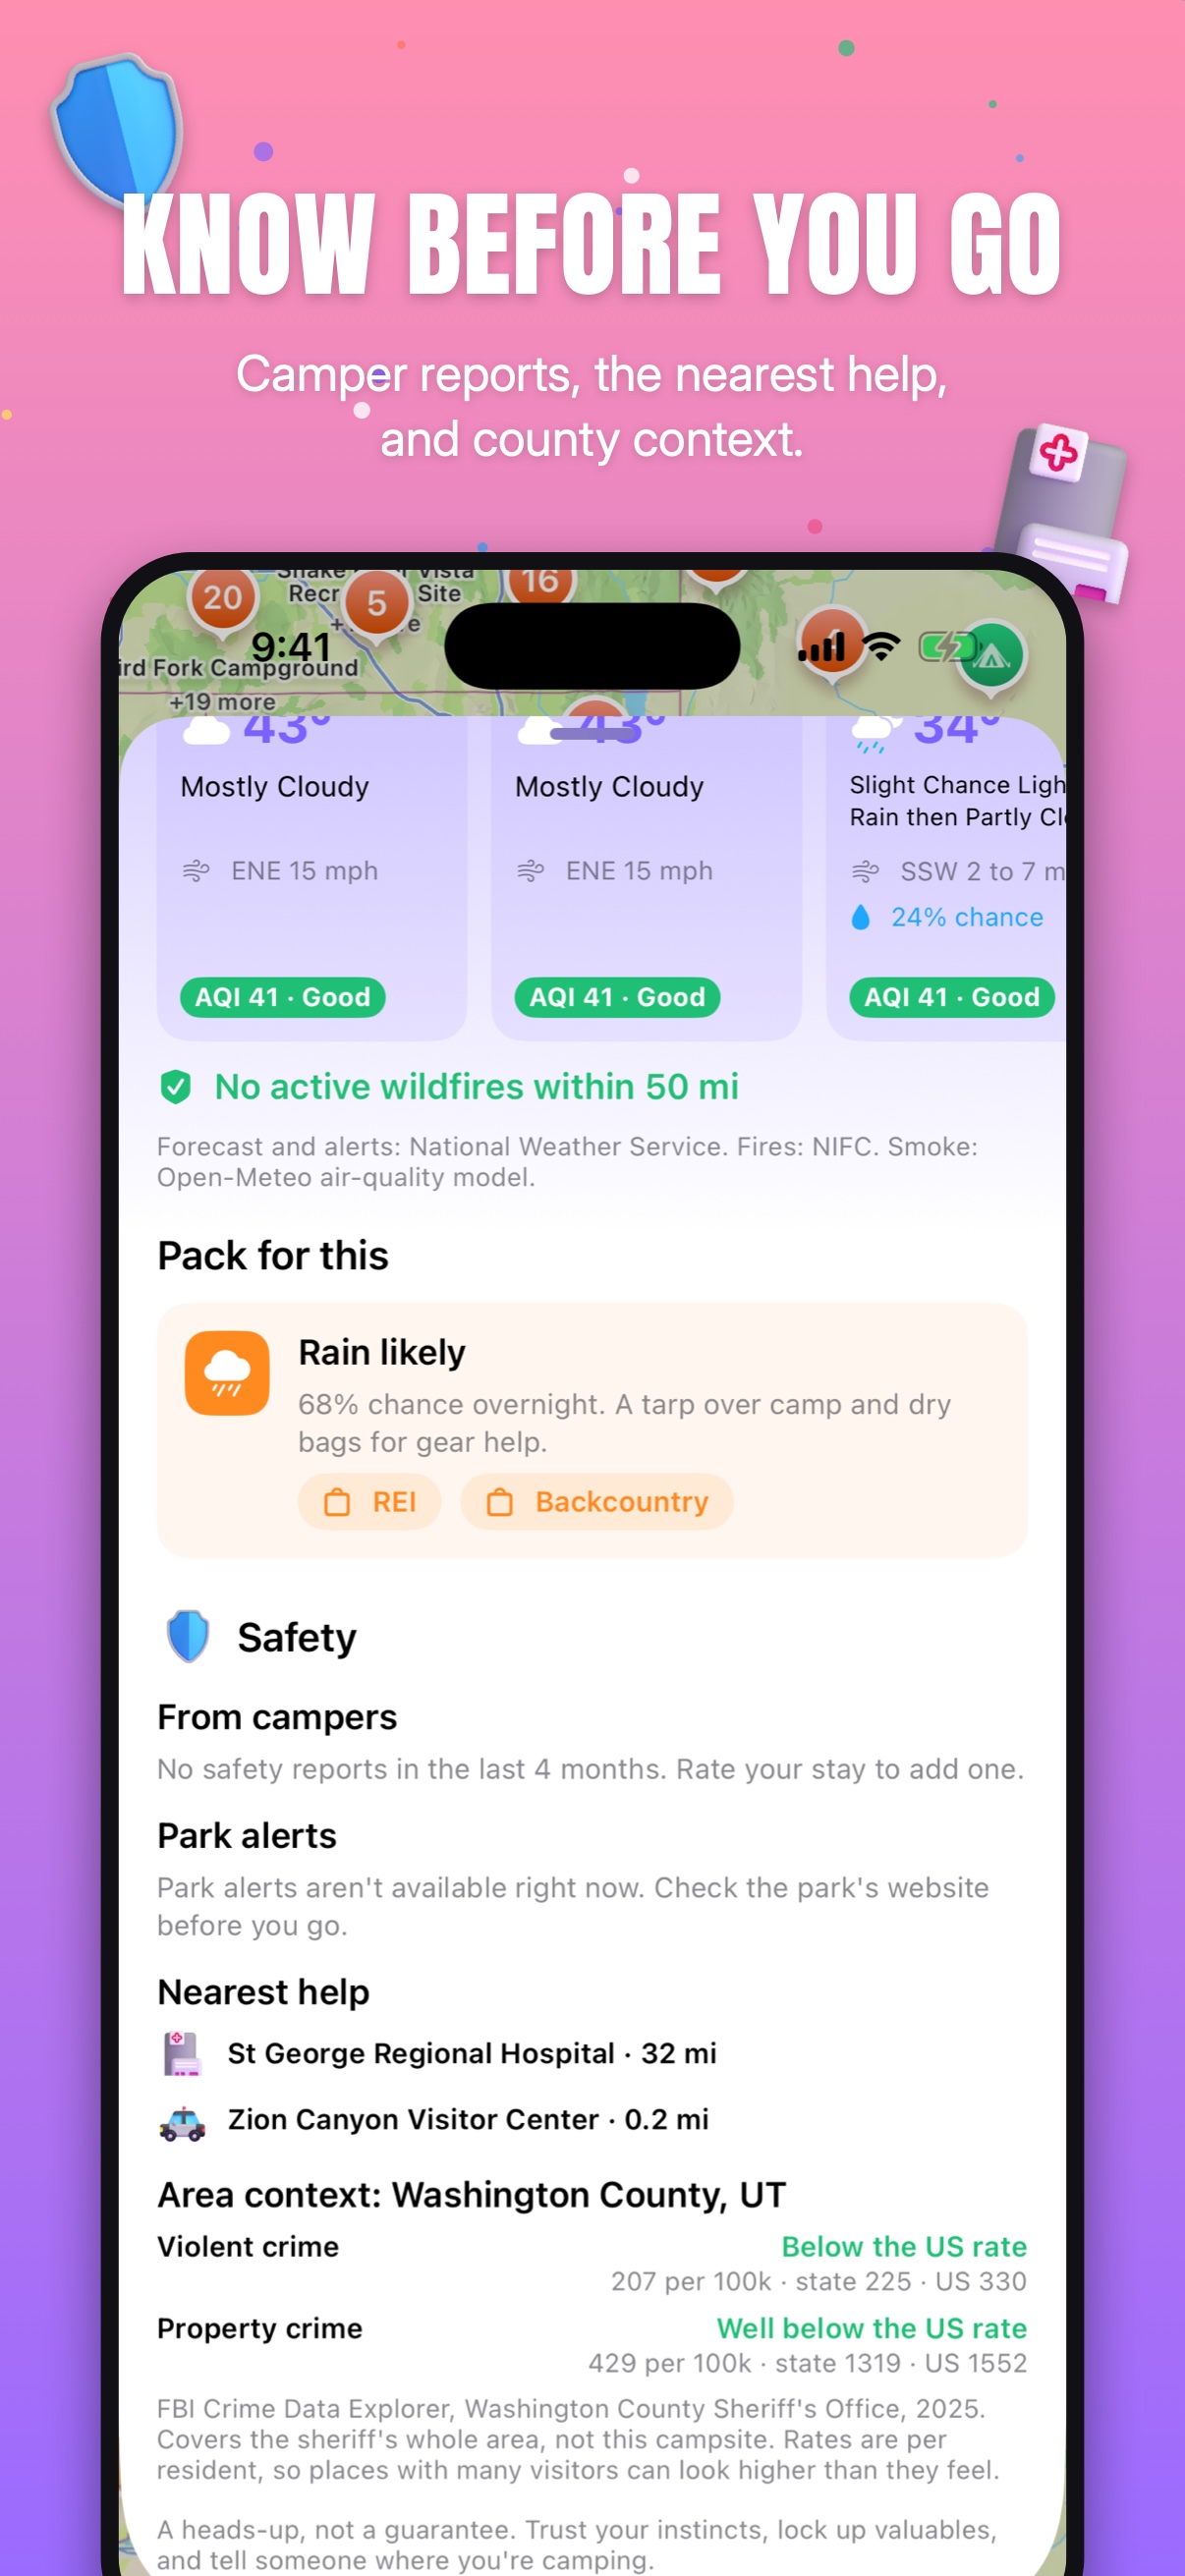 KNOW BEFORE YOU GO
Camper reports, the nearest help,
and county context.
20
5
16
Vista
Recr
Site
9:41
ird Fork Campground
+19 more
43°
43°
34°
Mostly Cloudy
Mostly Cloudy
Slight Chance Ligh
Rain then Partly Cl
ENE 15 mph
ENE 15 mph
SSW 2 to 7 m
24% chance
AQI 41 · Good
AQI 41 · Good
AQI 41 · Good
No active wildfires within 50 mi
Forecast and alerts: National Weather Service. Fires: NIFC. Smoke:
Open-Meteo air-quality model.
Pack for this
Rain likely
68% chance overnight. A tarp over camp and dry
bags for gear help.
REI
Backcountry
Safety
From campers
No safety reports in the last 4 months. Rate your stay to add one.
Park alerts
Park alerts aren't available right now. Check the park's website
before you go.
Nearest help
St George Regional Hospital · 32 mi
Zion Canyon Visitor Center · 0.2 mi
Area context: Washington County, UT
Violent crime
Below the US rate
207 per 100k · state 225 · US 330
Property crime
Well below the US rate
429 per 100k · state 1319 · US 1552
FBI Crime Data Explorer, Washington County Sheriff's Office, 2025.
Covers the sheriff's whole area, not this campsite. Rates are per
resident, so places with many visitors can look higher than they feel.
A heads-up, not a guarantee. Trust your instincts, lock up valuables,
and tell someone where you're camping.